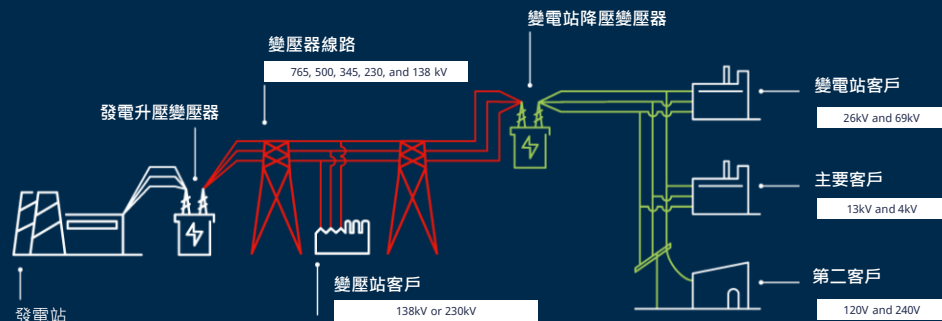 變電站降壓變壓器
變壓器線路
765, 500, 345, 230, and 138 kV
變電站客戶
26kV and 69kV
發電升壓變壓器
主要客戶
13kV and 4kV
第二客戶
120V and 240V
變壓站客戶
138kV or 230kV
發電站